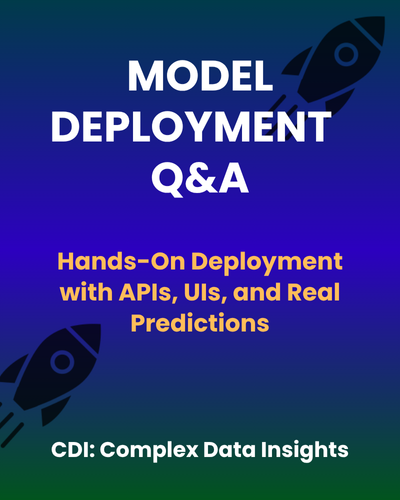 MODEL
DEPLOYMENT
Q&A
Hands-On Deployment
with APIs, UIs, and Real
Predictions
CDI: Complex Data Insights